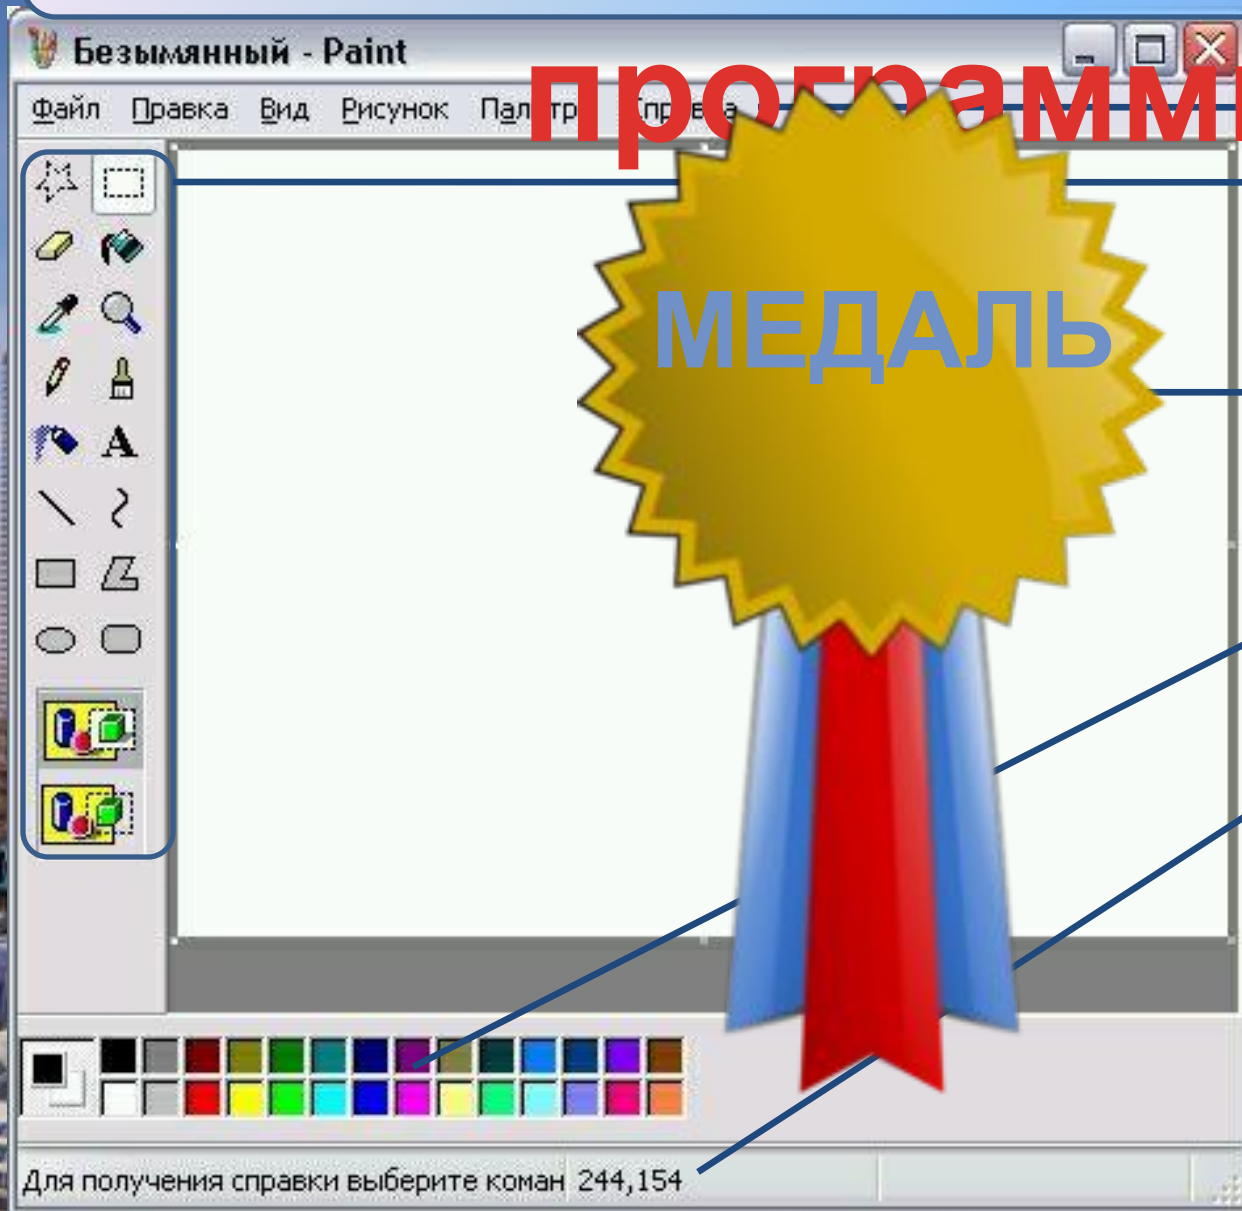 Безымянный - Paint
программ
Файл Правка Вид Рисунок
МЕДАЛЬ
A
Для получения справки выберите коман 244,154